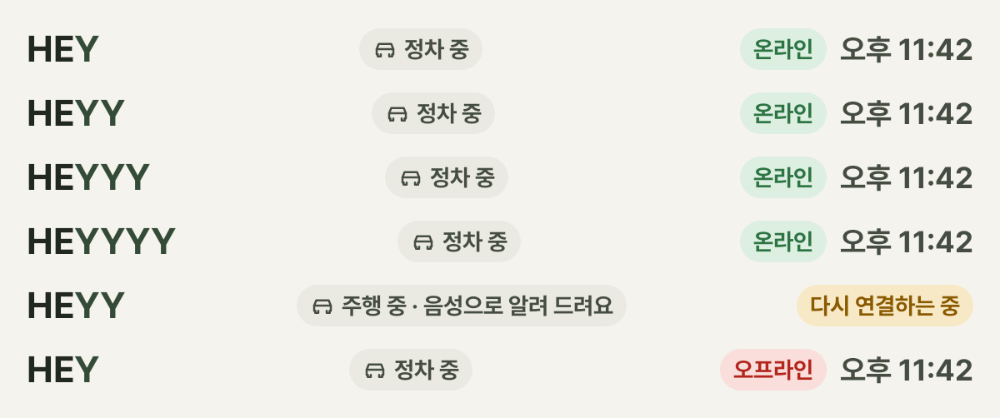 HEY 정차 중 온라인 오후 11:42
HEYY 정차 중 온라인 오후 11:42
HEYYY 정차 중 온라인 오후 11:42
HEYYYY 정차 중 온라인 오후 11:42
HEYY 주행 중 · 음성으로 알려 드려요 다시 연결하는 중
HEY 정차 중 오프라인 오후 11:42